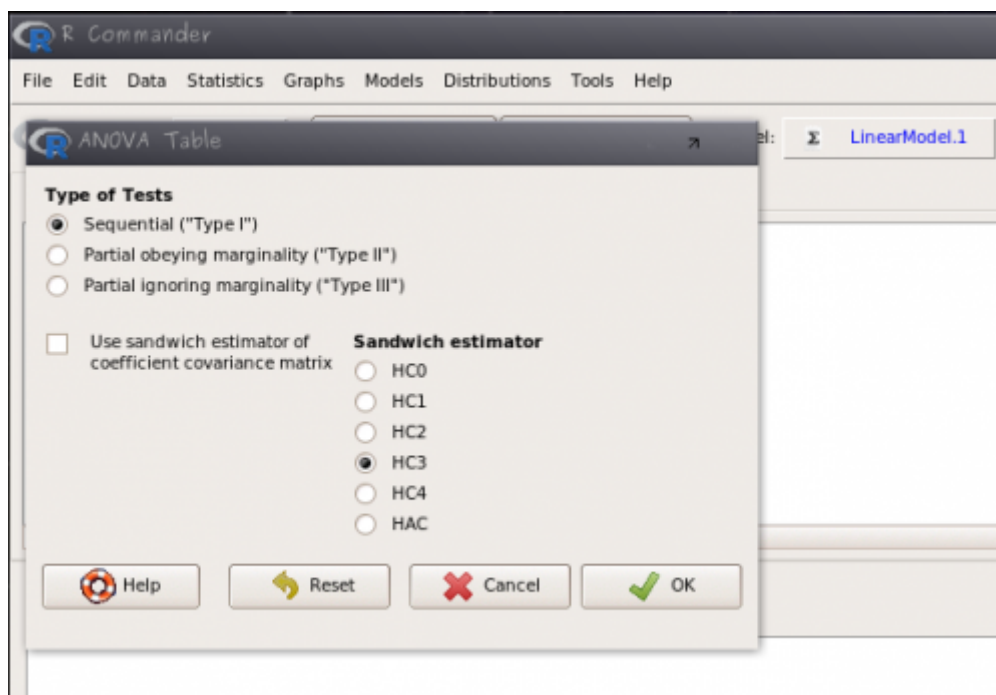 R Commander
File Edit Data Statistics Graphs Models Distributions Tools Help
ANOVA Table
el: Σ LinearModel.1
Type of Tests
Sequential ("Type I")
Partial obeying marginality ("Type II")
Partial ignoring marginality ("Type III")
Use sandwich estimator of
coefficient covariance matrix
Sandwich estimator
HC0
HC1
HC2
HC3
HC4
HAC
Help Reset Cancel OK